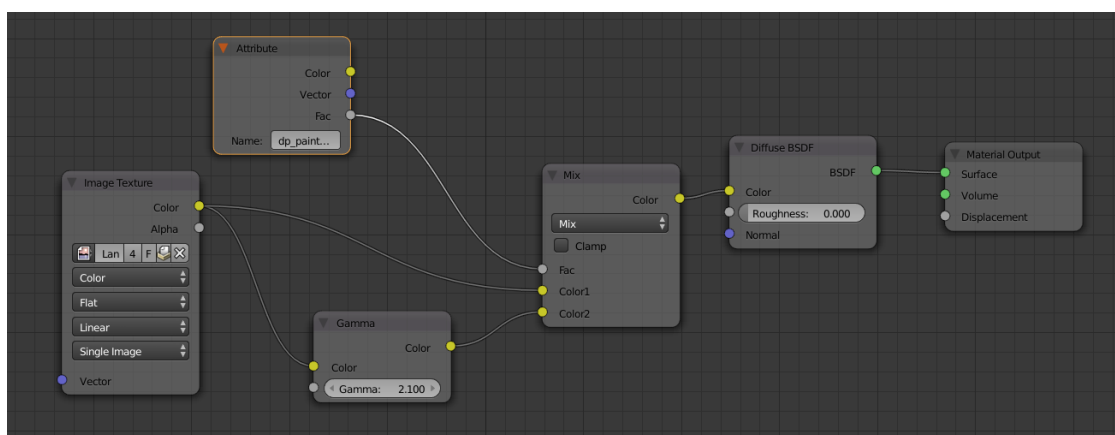 Attribute
Color
Vector
Fac
Name: dp_paint...
Image Texture
Color
Alpha
Lan 4 F
Color
Flat
Linear
Single Image
Vector
Gamma
Color
Color
Gamma: 2.100
Mix
Color
Mix
Clamp
Fac
Color1
Color2
Diffuse BSDF
BSDF
Color
Roughness: 0.000
Normal
Material Output
Surface
Volume
Displacement